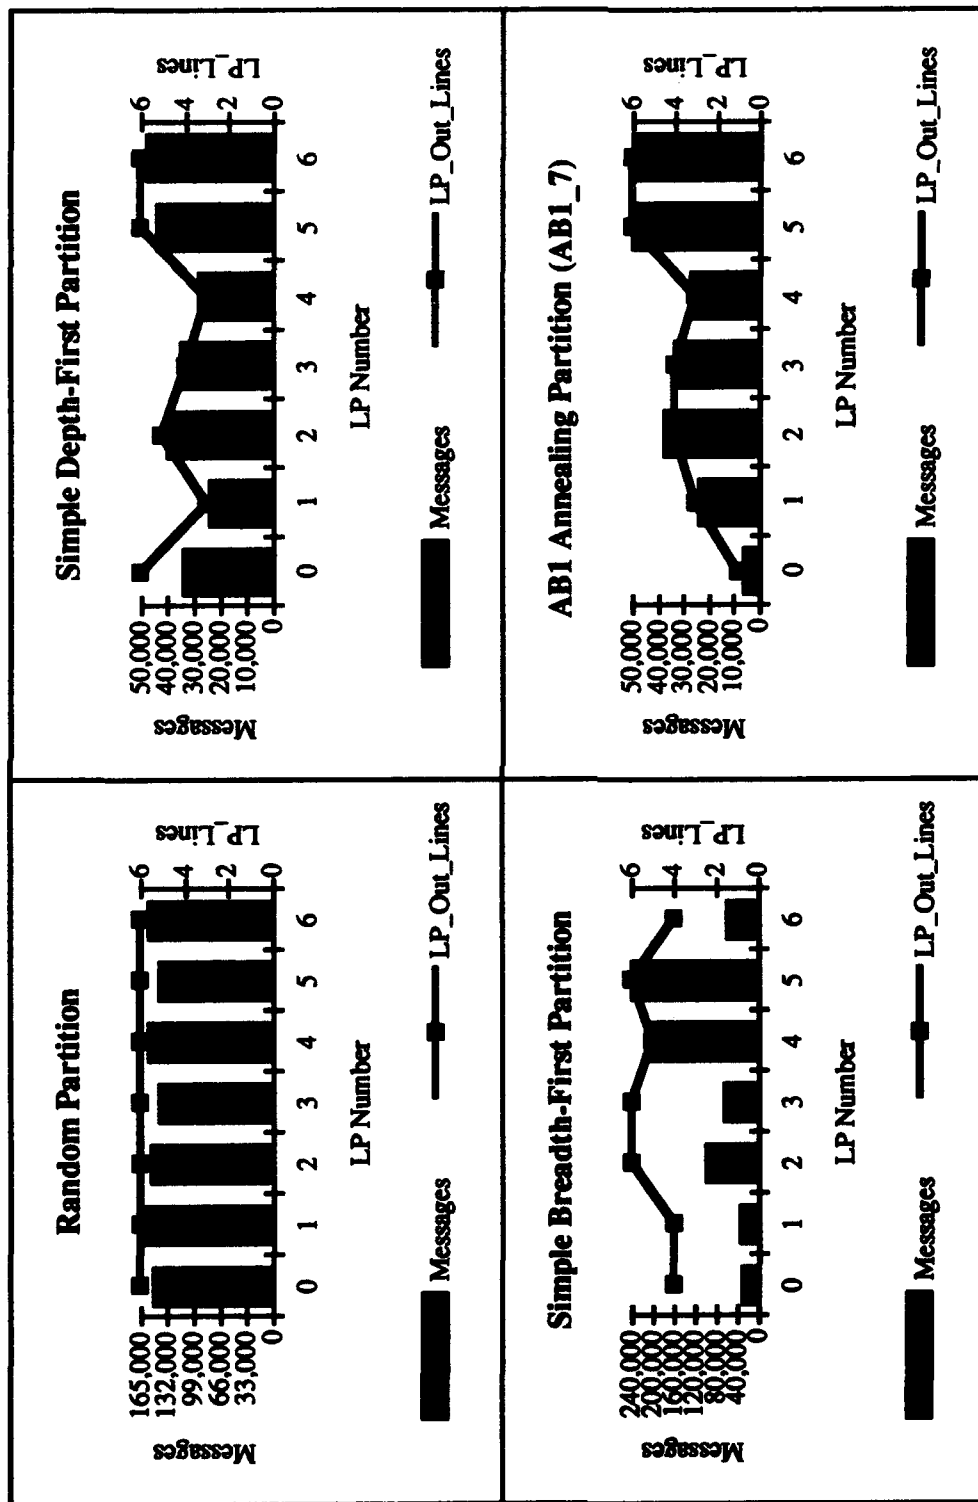 Random Partition
Messages
165,000
132,000
99,000
66,000
33,000
0
LP_Lines
6
4
2
0
0 1 2 3 4 5 6
LP Number
Messages LP_Out_Lines
Simple Depth-First Partition
Messages
50,000
40,000
30,000
20,000
10,000
0
LP_Lines
6
4
2
0
0 1 2 3 4 5 6
LP Number
Messages LP_Out_Lines
Simple Breadth-First Partition
Messages
240,000
200,000
160,000
120,000
80,000
40,000
0
LP_Lines
6
4
2
0
0 1 2 3 4 5 6
LP Number
Messages LP_Out_Lines
AB1 Annealing Partition (AB1_7)
Messages
50,000
40,000
30,000
20,000
10,000
0
LP_Lines
6
4
2
0
0 1 2 3 4 5 6
LP Number
Messages LP_Out_Lines